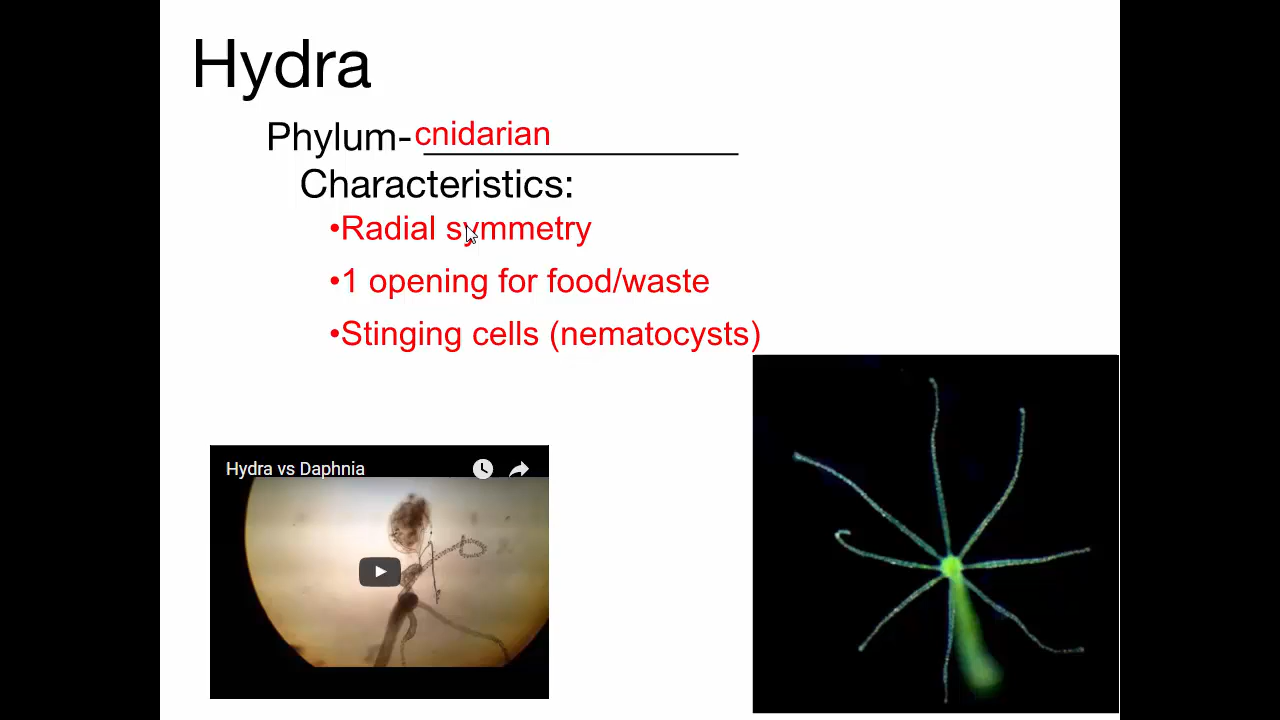 Hydra
Phylum-cnidarian
Characteristics:
•Radial symmetry
•1 opening for food/waste
•Stinging cells (nematocysts)
Hydra vs Daphnia